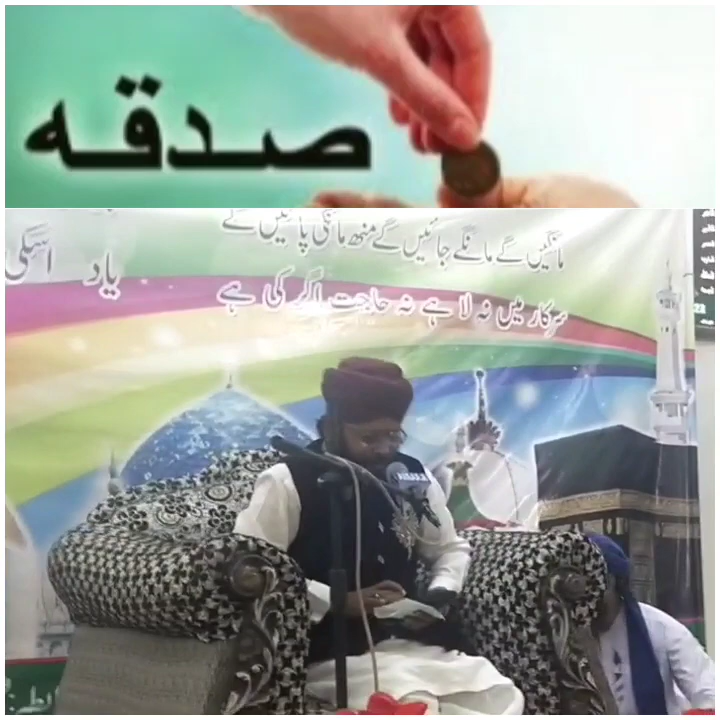 صدقہ
مانگیں گے مانگے جائیں گے منھ مانگی پائیں گے
سرکار میں نہ لا ہے نہ حاجت اگر کی ہے
یاد اسکی